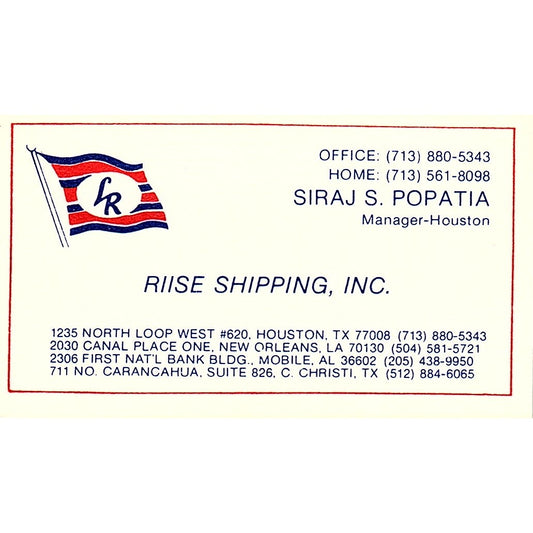 LR
OFFICE: (713) 880-5343
HOME: (713) 561-8098
SIRAJ S. POPATIA
Manager-Houston
RIISE SHIPPING, INC.
1235 NORTH LOOP WEST #620, HOUSTON, TX 77008 (713) 880-5343
2030 CANAL PLACE ONE, NEW ORLEANS, LA 70130 (504) 581-5721
2306 FIRST NAT'L BANK BLDG., MOBILE, AL 36602 (205) 438-9950
711 NO. CARANCAHUA, SUITE 826, C. CHRISTI, TX (512) 884-6065